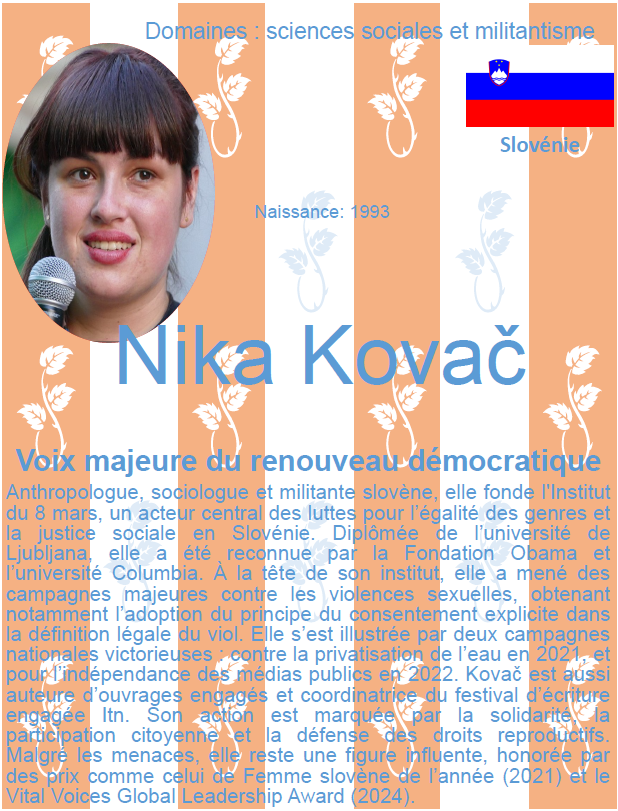 Domaines : sciences sociales et militantisme
Slovénie
Naissance: 1993
Nika Kovač
Voix majeure du renouveau démocratique
Anthropologue, sociologue et militante slovène, elle fonde l'Institut
du 8 mars, un acteur central des luttes pour l’égalité des genres et
la justice sociale en Slovénie. Diplômée de l’université de
Ljubljana, elle a été reconnue par la Fondation Obama et
l’université Columbia. À la tête de son institut, elle a mené des
campagnes majeures contre les violences sexuelles, obtenant
notamment l’adoption du principe du consentement explicite dans
la définition légale du viol. Elle s’est illustrée par deux campagnes
nationales victorieuses : contre la privatisation de l’eau en 2021, et
pour l’indépendance des médias publics en 2022. Kovač est aussi
auteure d’ouvrages engagés et coordinatrice du festival d’écriture
engagée Itn. Son action est marquée par la solidarité, la
participation citoyenne et la défense des droits reproductifs.
Malgré les menaces, elle reste une figure influente, honorée par
des prix comme celui de Femme slovène de l’année (2021) et le
Vital Voices Global Leadership Award (2024).